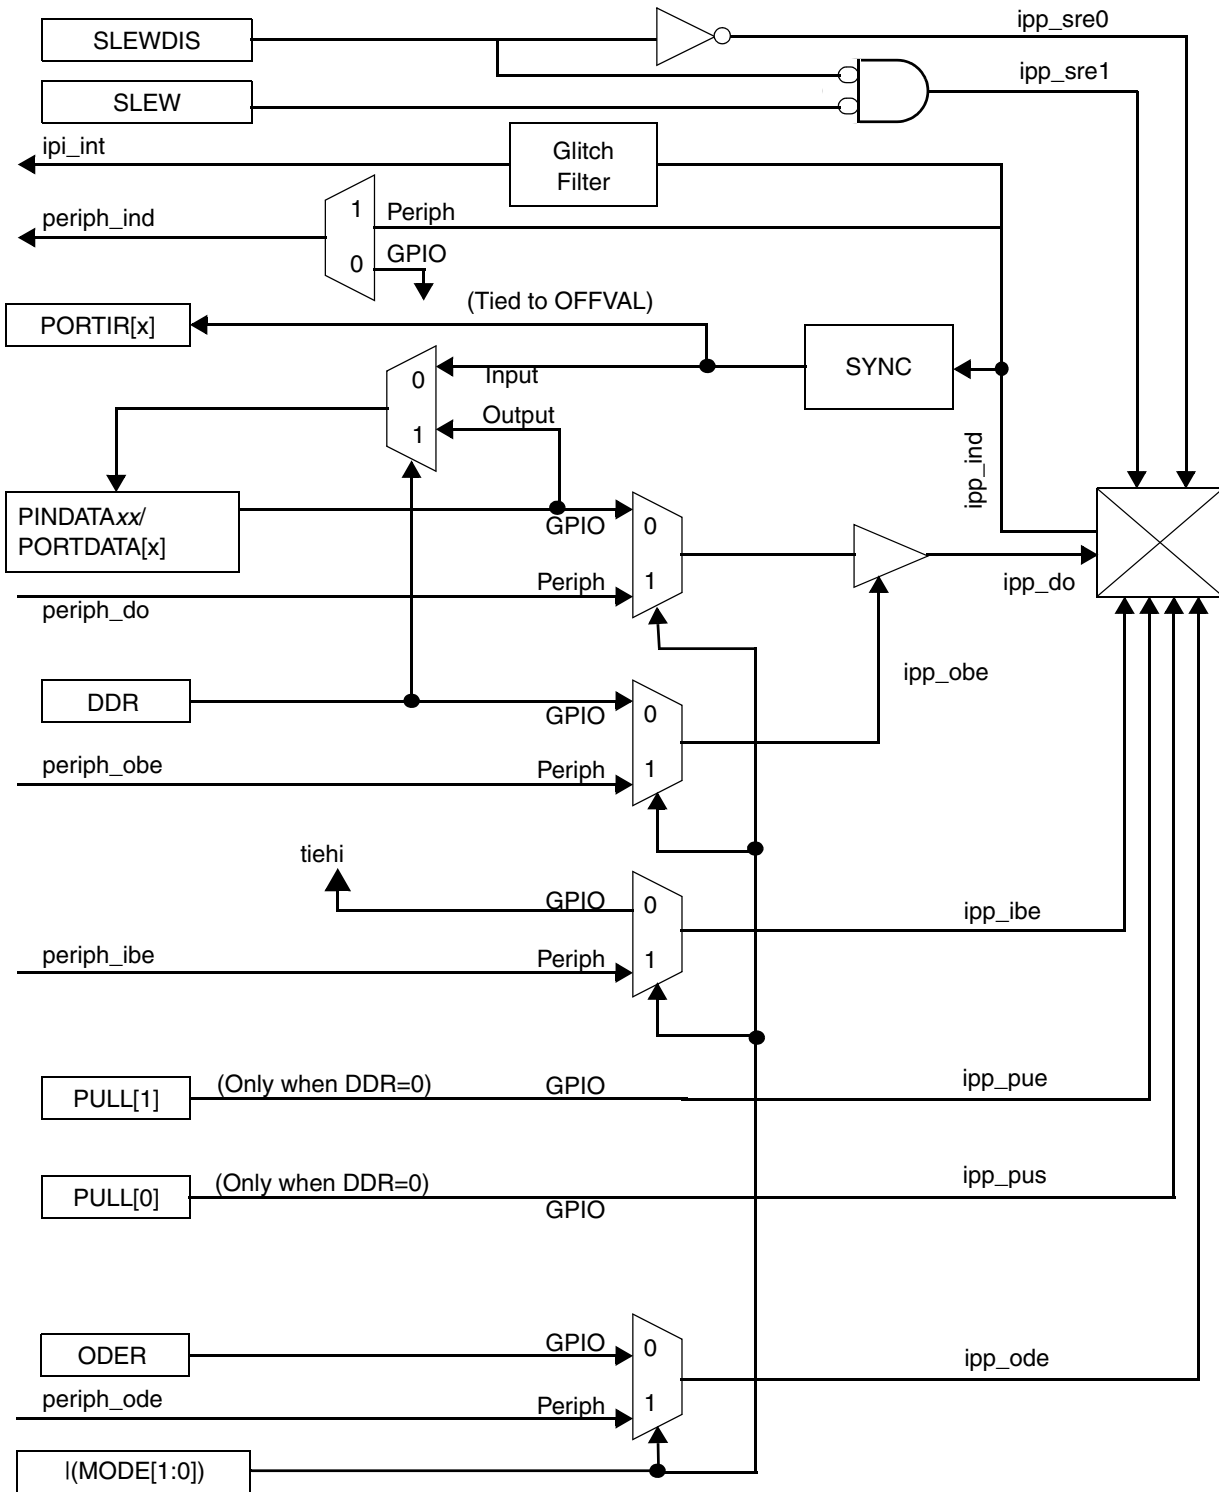 SLEWDIS
ipp_sre0
SLEW
ipp_sre1
ipi_int
Glitch
Filter
periph_ind
1
Periph
0
GPIO
(Tied to OFFVAL)
PORTIR[x]
0
Input
SYNC
1
Output
ipp_ind
PINDATAxx/
PORTDATA[x]
GPIO
0
Periph
1
periph_do
ipp_do
DDR
GPIO
0
ipp_obe
periph_obe
Periph
1
tiehi
GPIO
0
ipp_ibe
periph_ibe
Periph
1
PULL[1]
(Only when DDR=0)
GPIO
ipp_pue
PULL[0]
(Only when DDR=0)
GPIO
ipp_pus
ODER
GPIO
0
ipp_ode
periph_ode
Periph
1
|(MODE[1:0])